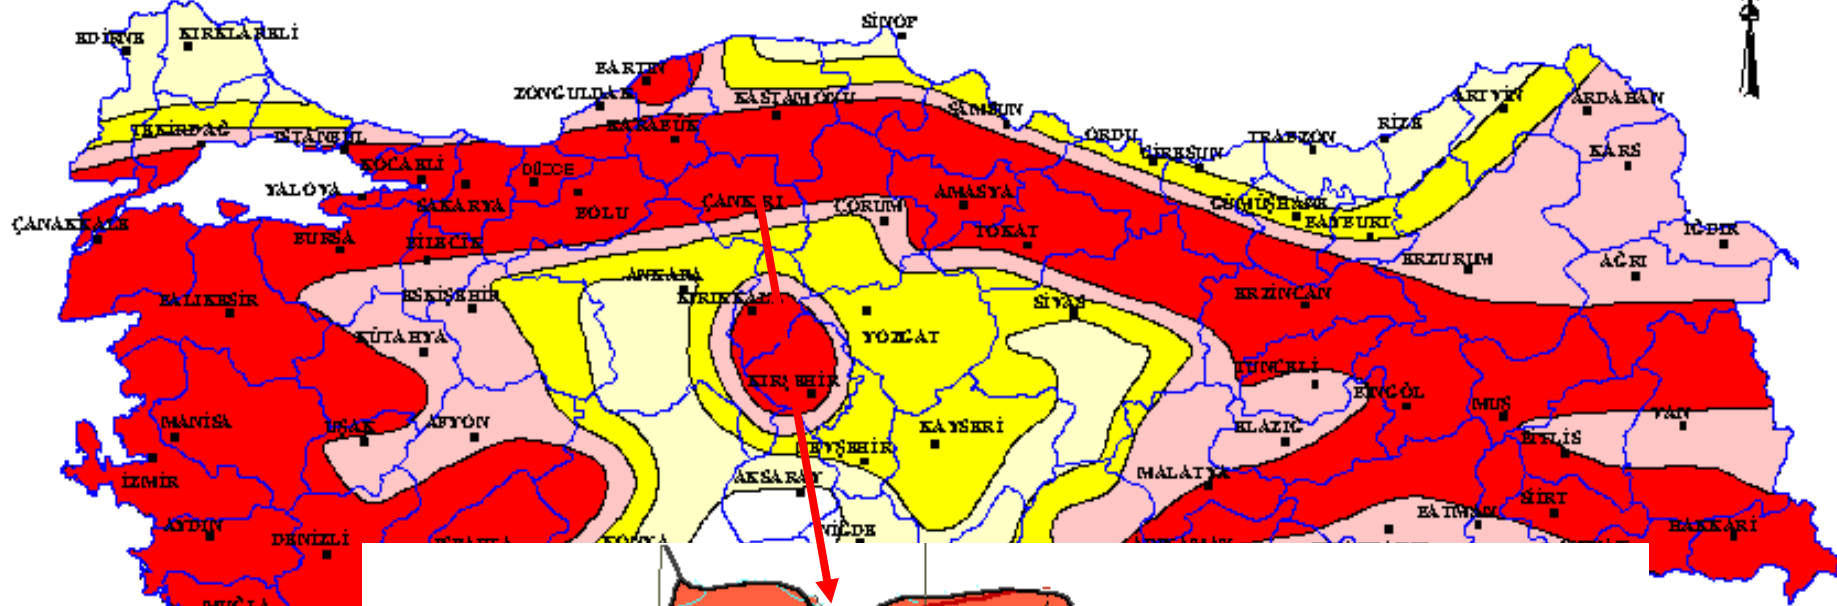 SİNOP
EDİRNE
KIRKLARELİ
BARTIN
ZONGULDAK
KASTAMONU
SAMSUN
ARTVİN
ARDAHAN
TEKİRDAĞ
İSTANBUL
KARABÜK
ORDU
TRABZON
RİZE
GİRESUN
KARS
KOCAELİ
DÜZCE
YALOVA
SAKARYA
BOLU
ÇANKIRI
ÇORUM
AMASYA
GÜMÜŞHANE
BAYBURT
ÇANAKKALE
BURSA
BİLECİK
TOKAT
IĞDIR
ERZURUM
AĞRI
ANKARA
BALIKESİR
ESKİŞEHİR
KIRIKKALE
SİVAS
ERZİNCAN
KÜTAHYA
YOZGAT
TUNCELİ
KIRŞEHİR
BİNGÖL
MUŞ
VAN
MANİSA
UŞAK
AFYON
KAYSERİ
ELAZIĞ
BİTLİS
NEVŞEHİR
İZMİR
AKSARAY
MALATYA
SİİRT
BATMAN
AYDIN
DENİZLİ
NİĞDE
HAKKARİ
KONYA
MUĞLA